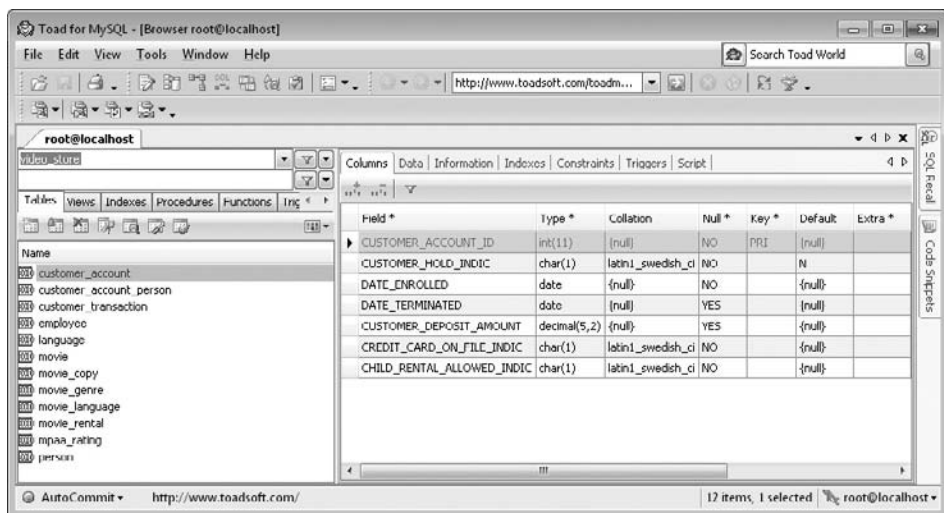 Toad for MySQL - [Browser root@localhost]
File Edit View Tools Window Help
Search Toad World
http://www.toadsoft.com/toadm...
root@localhost
video_store
Tables Views Indexes Procedures Functions Trig
Columns Data Information Indexes Constraints Triggers Script
SQL Recall
Code Snippets
Name
customer_account
customer_account_person
customer_transaction
employee
language
movie
movie_copy
movie_genre
movie_language
movie_rental
mpaa_rating
person
Field Type Collation Null Key Default Extra
CUSTOMER_ACCOUNT_ID int(11) {null} NO PRI {null}
CUSTOMER_HOLD_INDIC char(1) latin1_swedish_ci NO N
DATE_ENROLLED date {null} NO {null}
DATE_TERMINATED date {null} YES {null}
CUSTOMER_DEPOSIT_AMOUNT decimal(5,2) {null} YES {null}
CREDIT_CARD_ON_FILE_INDIC char(1) latin1_swedish_ci NO {null}
CHILD_RENTAL_ALLOWED_INDIC char(1) latin1_swedish_ci NO {null}
AutoCommit http://www.toadsoft.com/ 12 items, 1 selected root@localhost